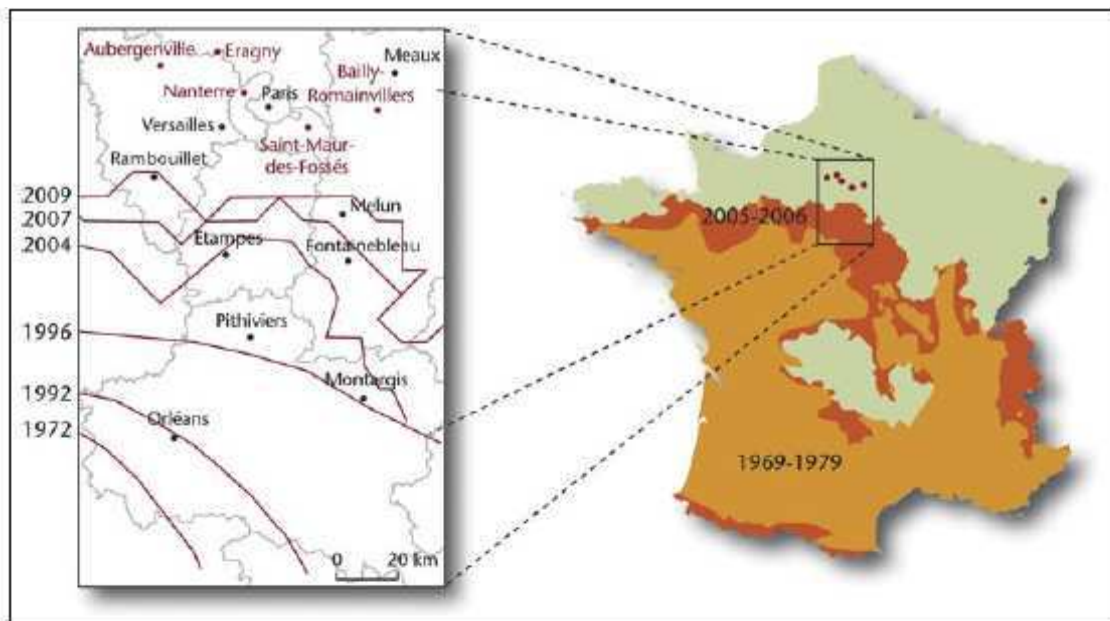 Aubergenville
Eragny
Meaux
Bailly-
Romainvilliers
Nanterre
Paris
Versailles
Saint-Maur-
des-Fossés
Rambouillet
2009
Melun
2007
2004
Etampes
Fontainebleau
1996
Pithiviers
Montargis
1992
Orléans
1972
0 20 km
2005-2006
1969-1979